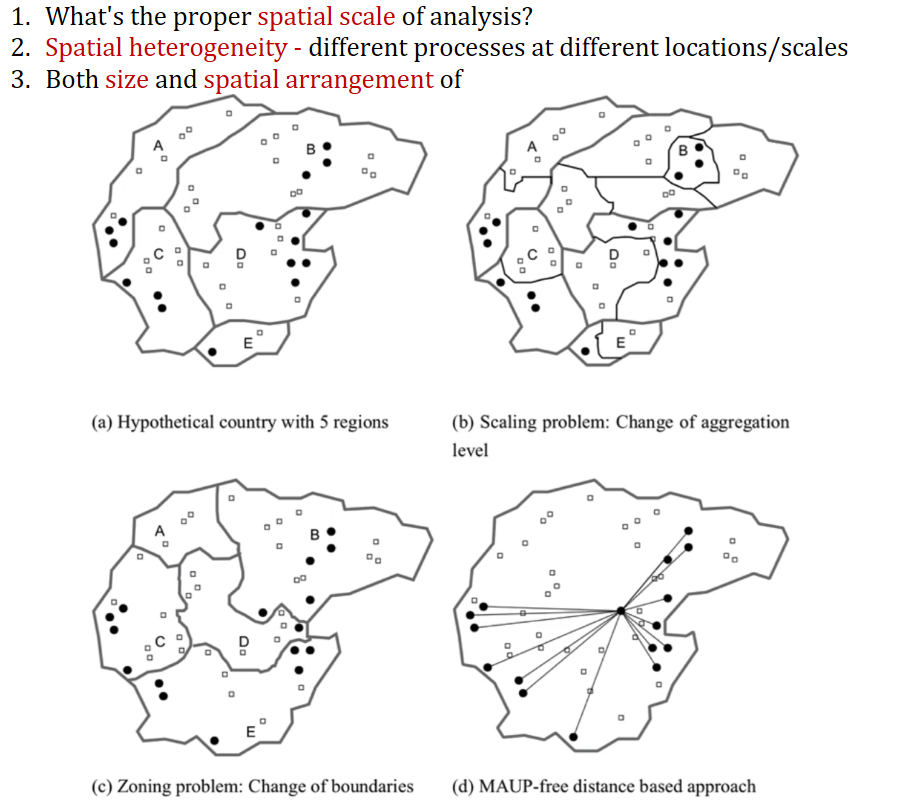 1. What's the proper spatial scale of analysis?
2. Spatial heterogeneity - different processes at different locations/scales
3. Both size and spatial arrangement of
A
B
C
D
E
A
B
C
D
E
(a) Hypothetical country with 5 regions
(b) Scaling problem: Change of aggregation
level
A
B
C
D
E
(c) Zoning problem: Change of boundaries
(d) MAUP-free distance based approach